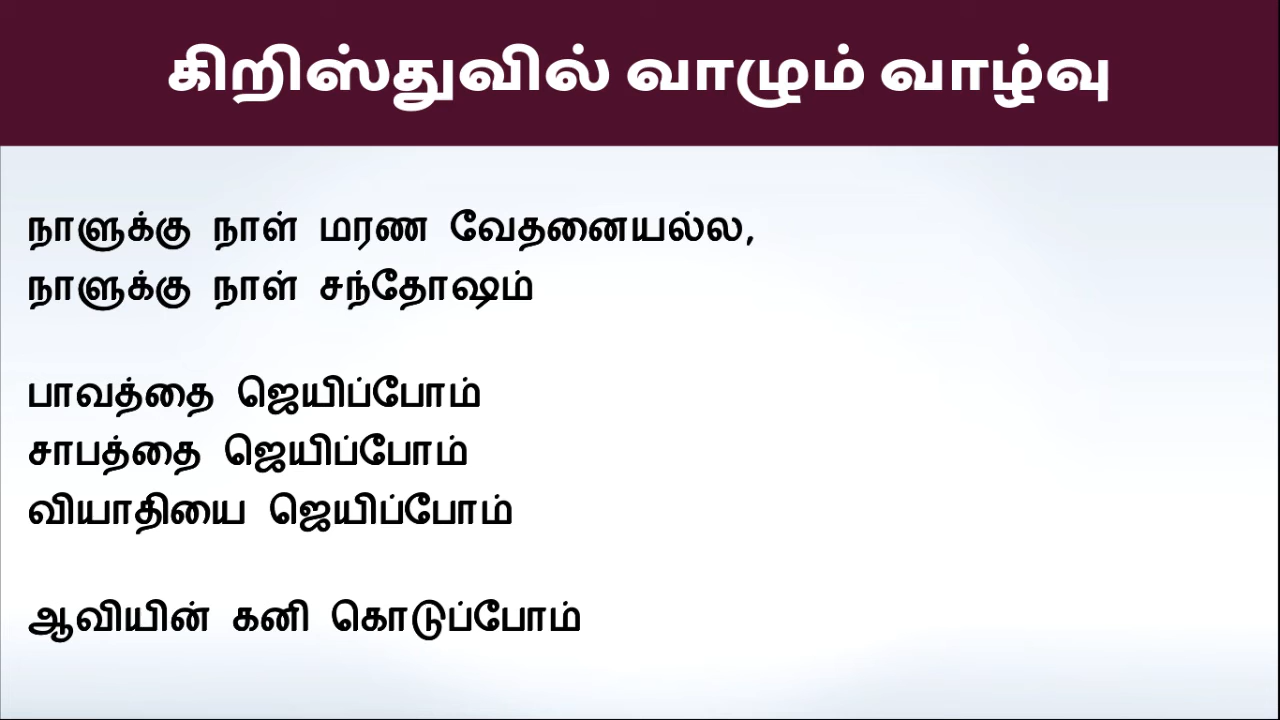 கிறிஸ்துவில் வாழும் வாழ்வு
நாளுக்கு நாள் மரண வேதனையல்ல,
நாளுக்கு நாள் சந்தோஷம்
பாவத்தை ஜெயிப்போம்
சாபத்தை ஜெயிப்போம்
வியாதியை ஜெயிப்போம்
ஆவியின் கனி கொடுப்போம்